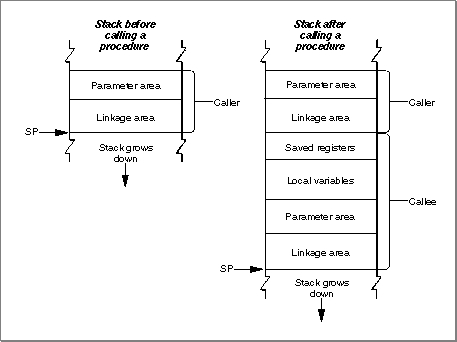 Stack before
calling a
procedure
Parameter area
Linkage area
Caller
SP
Stack grows
down
Stack after
calling a
procedure
Parameter area
Linkage area
Caller
Saved registers
Local variables
Parameter area
Linkage area
Callee
SP
Stack grows
down